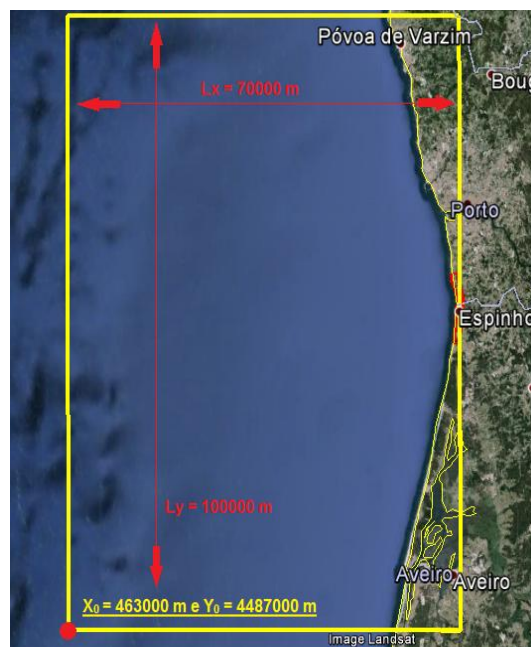 Póvoa de Varzim
Lx = 70000 m
Boug
Porto
Espinho
Ly = 100000 m
Aveiro Aveiro
X₀ = 463000 m e Y₀ = 4487000 m
Image Landsat